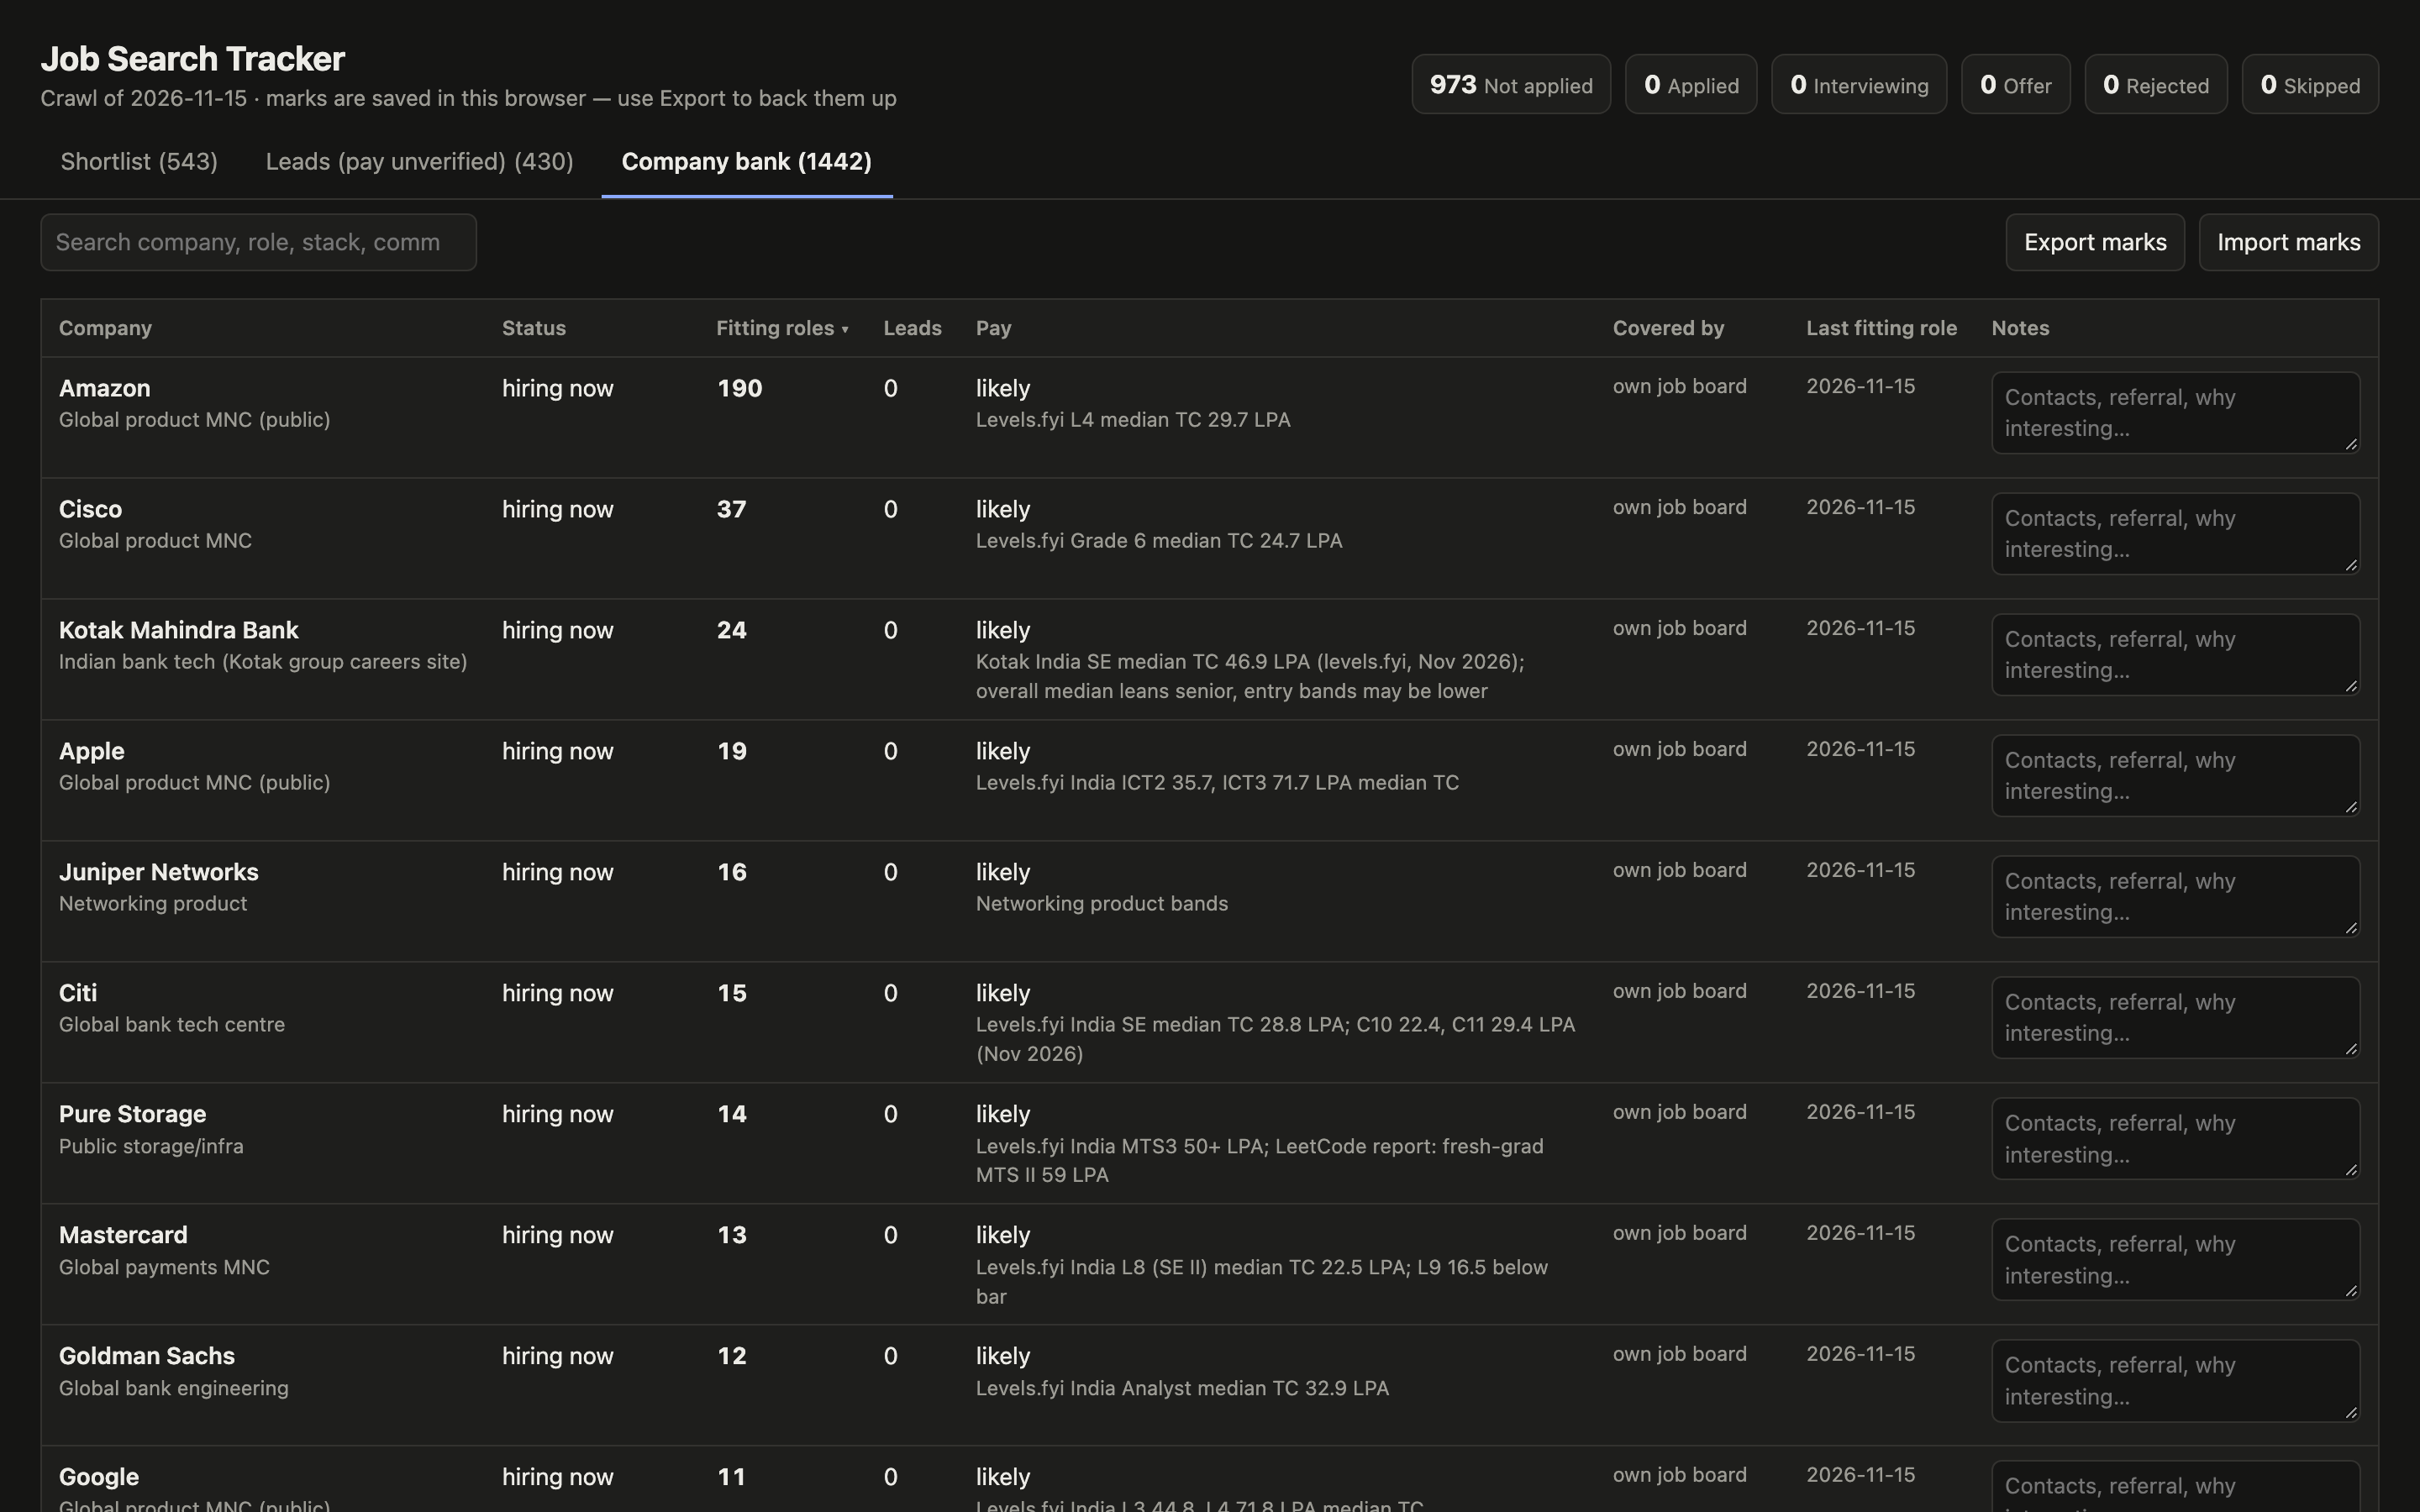 Job Search Tracker
Crawl of 2026-11-15 · marks are saved in this browser — use Export to back them up
973 Not applied
0 Applied
0 Interviewing
0 Offer
0 Rejected
0 Skipped
Shortlist (543)
Leads (pay unverified) (430)
Company bank (1442)
Search company, role, stack, comm
Export marks
Import marks
Company Status Fitting roles ▾ Leads Pay Covered by Last fitting role Notes
Amazon hiring now 190 0 likely own job board 2026-11-15 Contacts, referral, why
Global product MNC (public) Levels.fyi L4 median TC 29.7 LPA interesting...
Cisco hiring now 37 0 likely own job board 2026-11-15 Contacts, referral, why
Global product MNC Levels.fyi Grade 6 median TC 24.7 LPA interesting...
Kotak Mahindra Bank hiring now 24 0 likely own job board 2026-11-15 Contacts, referral, why
Indian bank tech (Kotak group careers site) Kotak India SE median TC 46.9 LPA (levels.fyi, Nov 2026); interesting...
overall median leans senior, entry bands may be lower
Apple hiring now 19 0 likely own job board 2026-11-15 Contacts, referral, why
Global product MNC (public) Levels.fyi India ICT2 35.7, ICT3 71.7 LPA median TC interesting...
Juniper Networks hiring now 16 0 likely own job board 2026-11-15 Contacts, referral, why
Networking product Networking product bands interesting...
Citi hiring now 15 0 likely own job board 2026-11-15 Contacts, referral, why
Global bank tech centre Levels.fyi India SE median TC 28.8 LPA; C10 22.4, C11 29.4 LPA interesting...
(Nov 2026)
Pure Storage hiring now 14 0 likely own job board 2026-11-15 Contacts, referral, why
Public storage/infra Levels.fyi India MTS3 50+ LPA; LeetCode report: fresh-grad interesting...
MTS II 59 LPA
Mastercard hiring now 13 0 likely own job board 2026-11-15 Contacts, referral, why
Global payments MNC Levels.fyi India L8 (SE II) median TC 22.5 LPA; L9 16.5 below interesting...
bar
Goldman Sachs hiring now 12 0 likely own job board 2026-11-15 Contacts, referral, why
Global bank engineering Levels.fyi India Analyst median TC 32.9 LPA interesting...
Google hiring now 11 0 likely own job board 2026-11-15 Contacts, referral, why
Global product MNC (public) Levels.fyi India L3 44.8, L4 71.8 LPA median TC